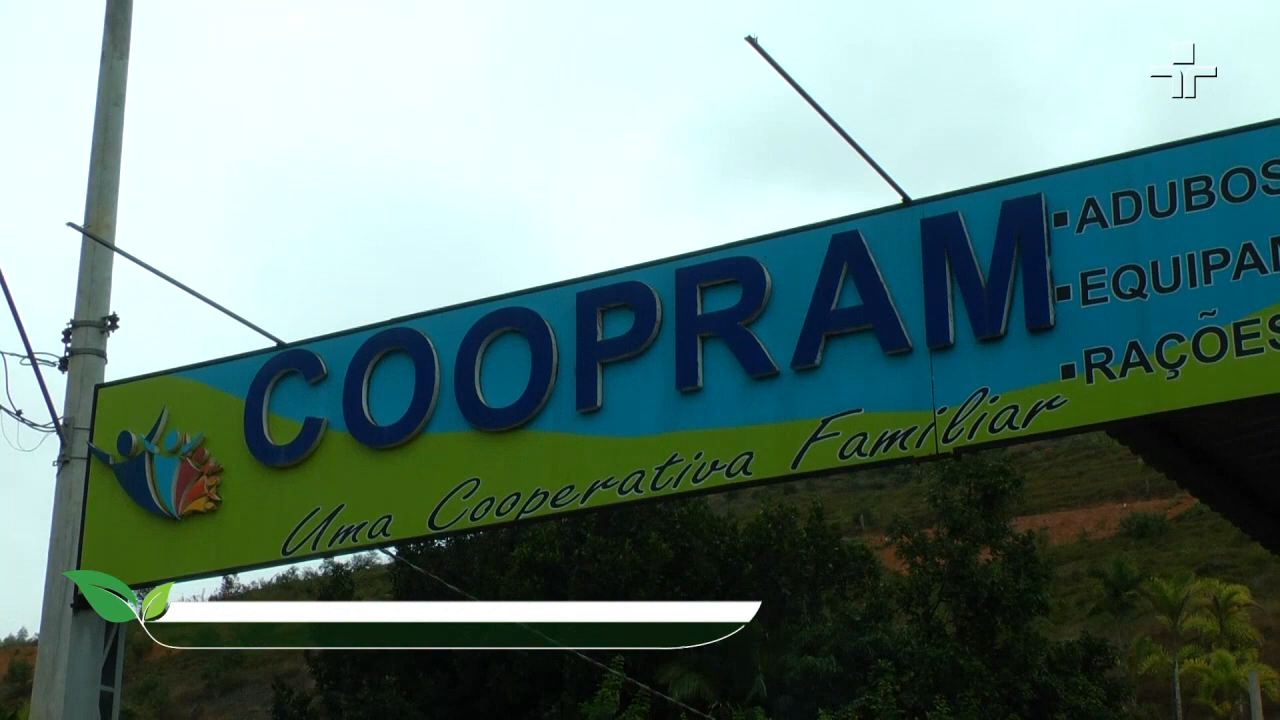 COOPRAM
Uma Cooperativa Familiar
▪ADUBOS
▪EQUIPA
▪RAÇÕES